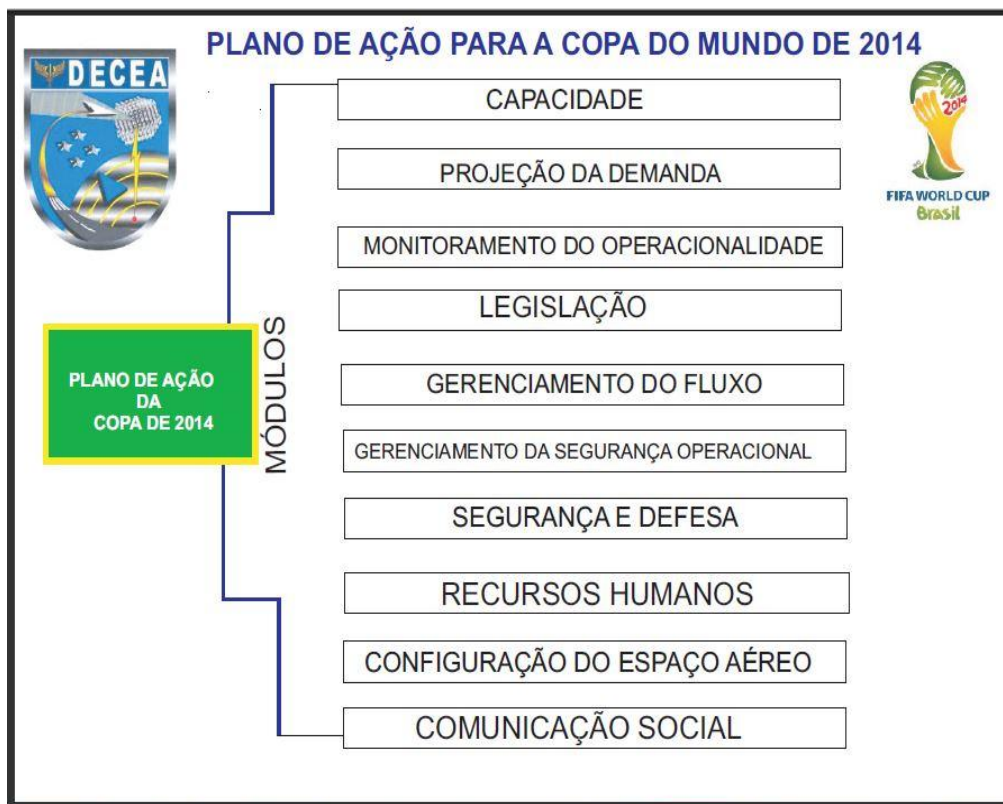 PLANO DE AÇÃO PARA A COPA DO MUNDO DE 2014
DECEA
2014
FIFA WORLD CUP
Brasil
CAPACIDADE
PROJEÇÃO DA DEMANDA
MONITORAMENTO DO OPERACIONALIDADE
LEGISLAÇÃO
MÓDULOS
PLANO DE AÇÃO
DA
COPA DE 2014
GERENCIAMENTO DO FLUXO
GERENCIAMENTO DA SEGURANÇA OPERACIONAL
SEGURANÇA E DEFESA
RECURSOS HUMANOS
CONFIGURAÇÃO DO ESPAÇO AÉREO
COMUNICAÇÃO SOCIAL